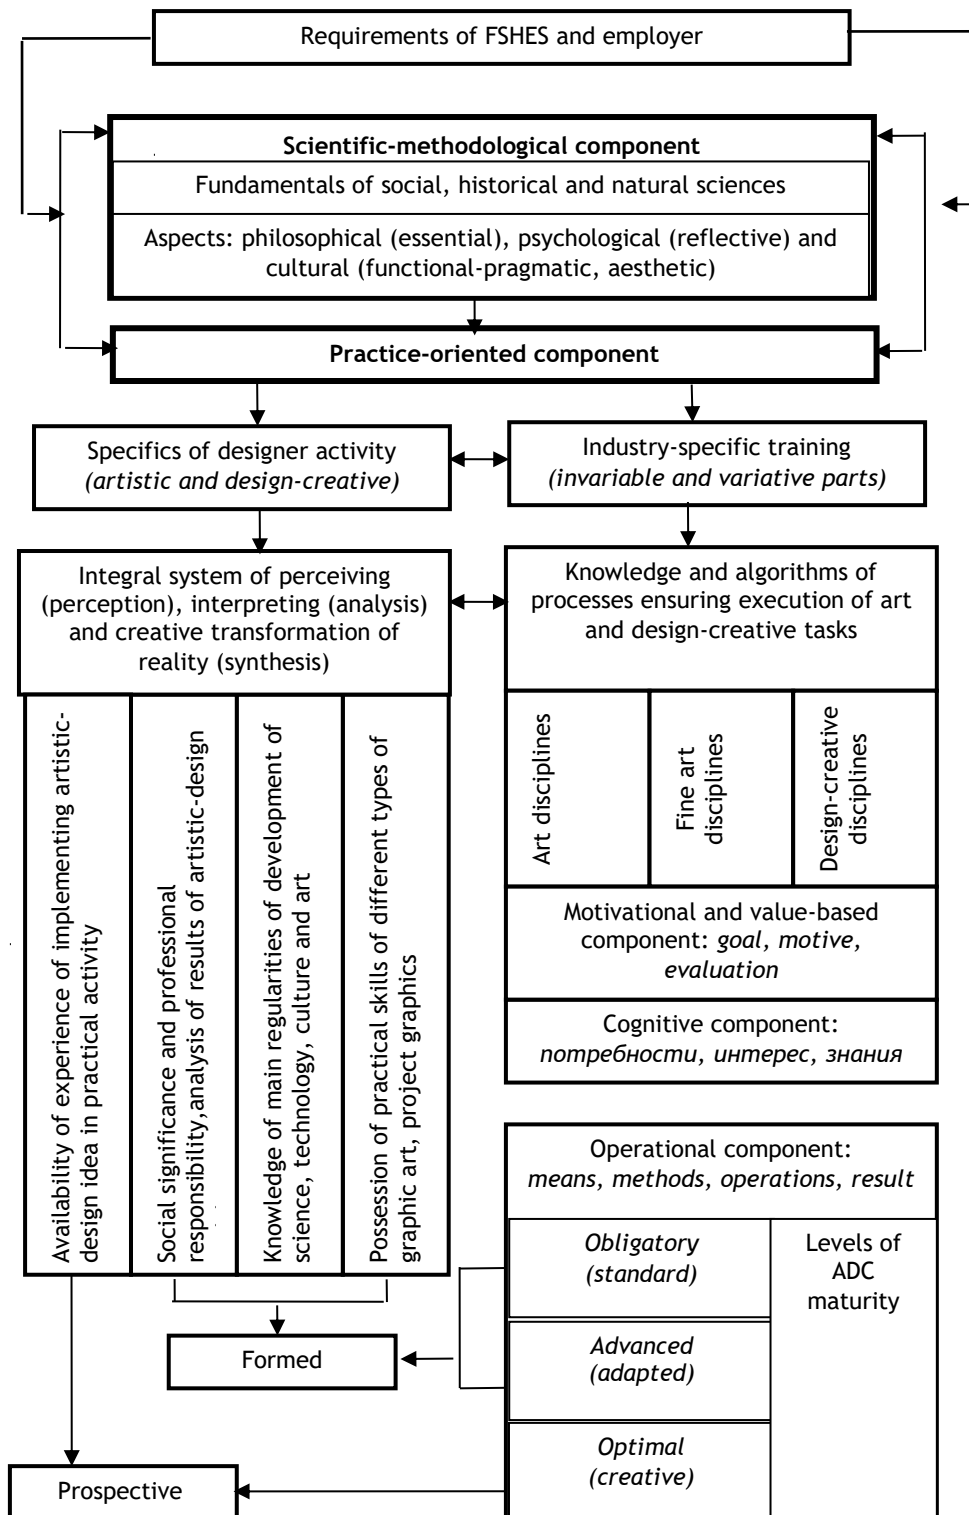 Requirements of FSHES and employer
Scientific-methodological component
Fundamentals of social, historical and natural sciences
Aspects: philosophical (essential), psychological (reflective) and
cultural (functional-pragmatic, aesthetic)
Practice-oriented component
Specifics of designer activity
(artistic and design-creative)
Industry-specific training
(invariable and variative parts)
Integral system of perceiving
(perception), interpreting (analysis)
and creative transformation of
reality (synthesis)
Knowledge and algorithms of
processes ensuring execution of art
and design-creative tasks
Availability of experience of implementing artistic-
design idea in practical activity
Social significance and professional
responsibility,analysis of results of artistic-design
Knowledge of main regularities of development of
science, technology, culture and art
Possession of practical skills of different types of
graphic art, project graphics
Art disciplines
Fine art
disciplines
Design-creative
disciplines
Motivational and value-based
component: goal, motive,
evaluation
Cognitive component:
потребности, интерес, знания
Operational component:
means, methods, operations, result
Obligatory
(standard)
Levels of
ADC
maturity
Advanced
(adapted)
Optimal
(creative)
Formed
Prospective